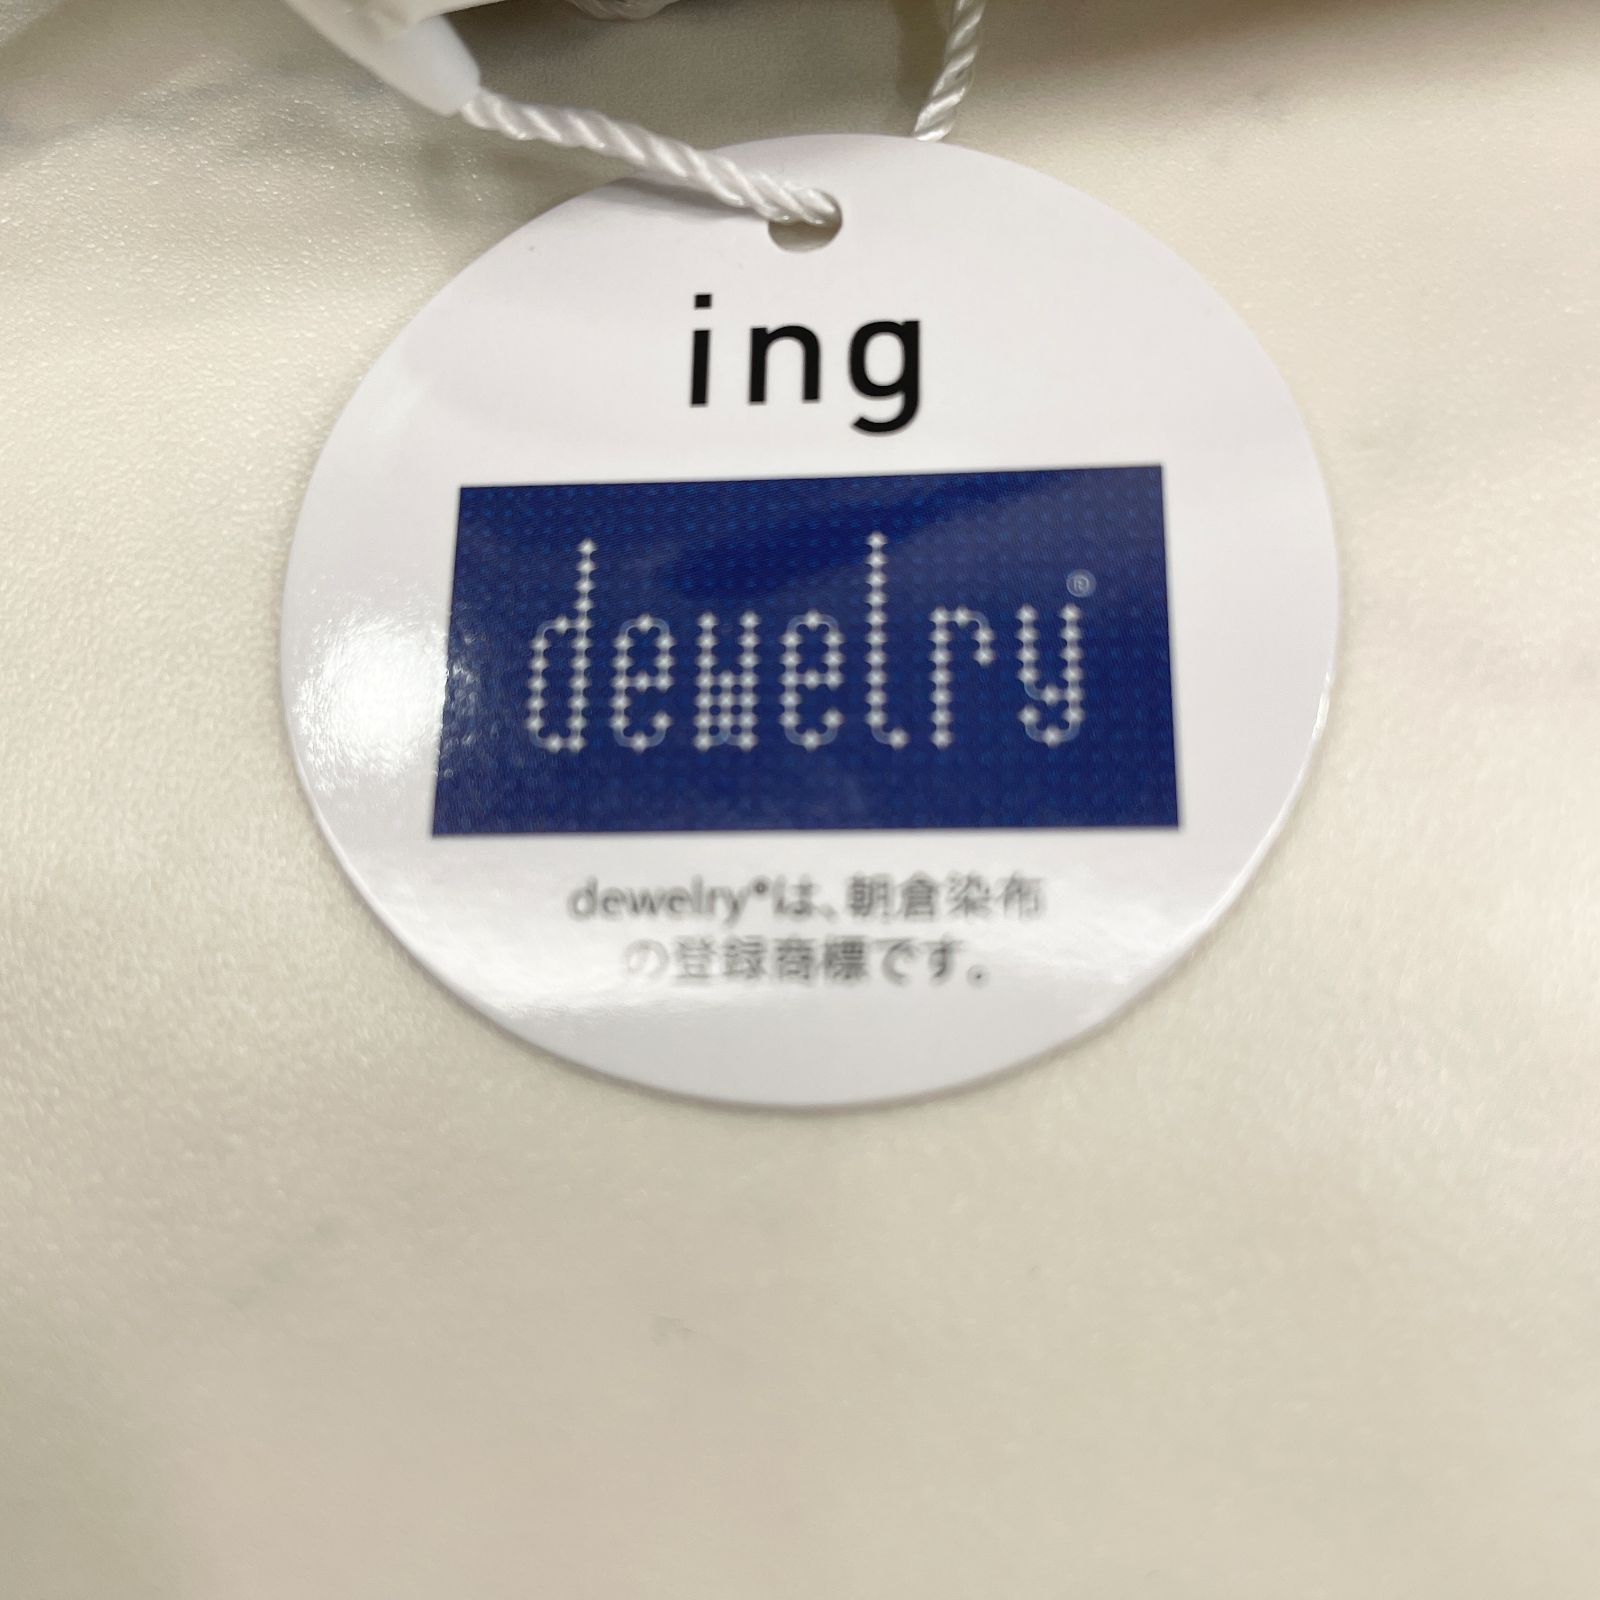 ing
dewelry®
dewelry®は、朝倉染布
の登録商標です。